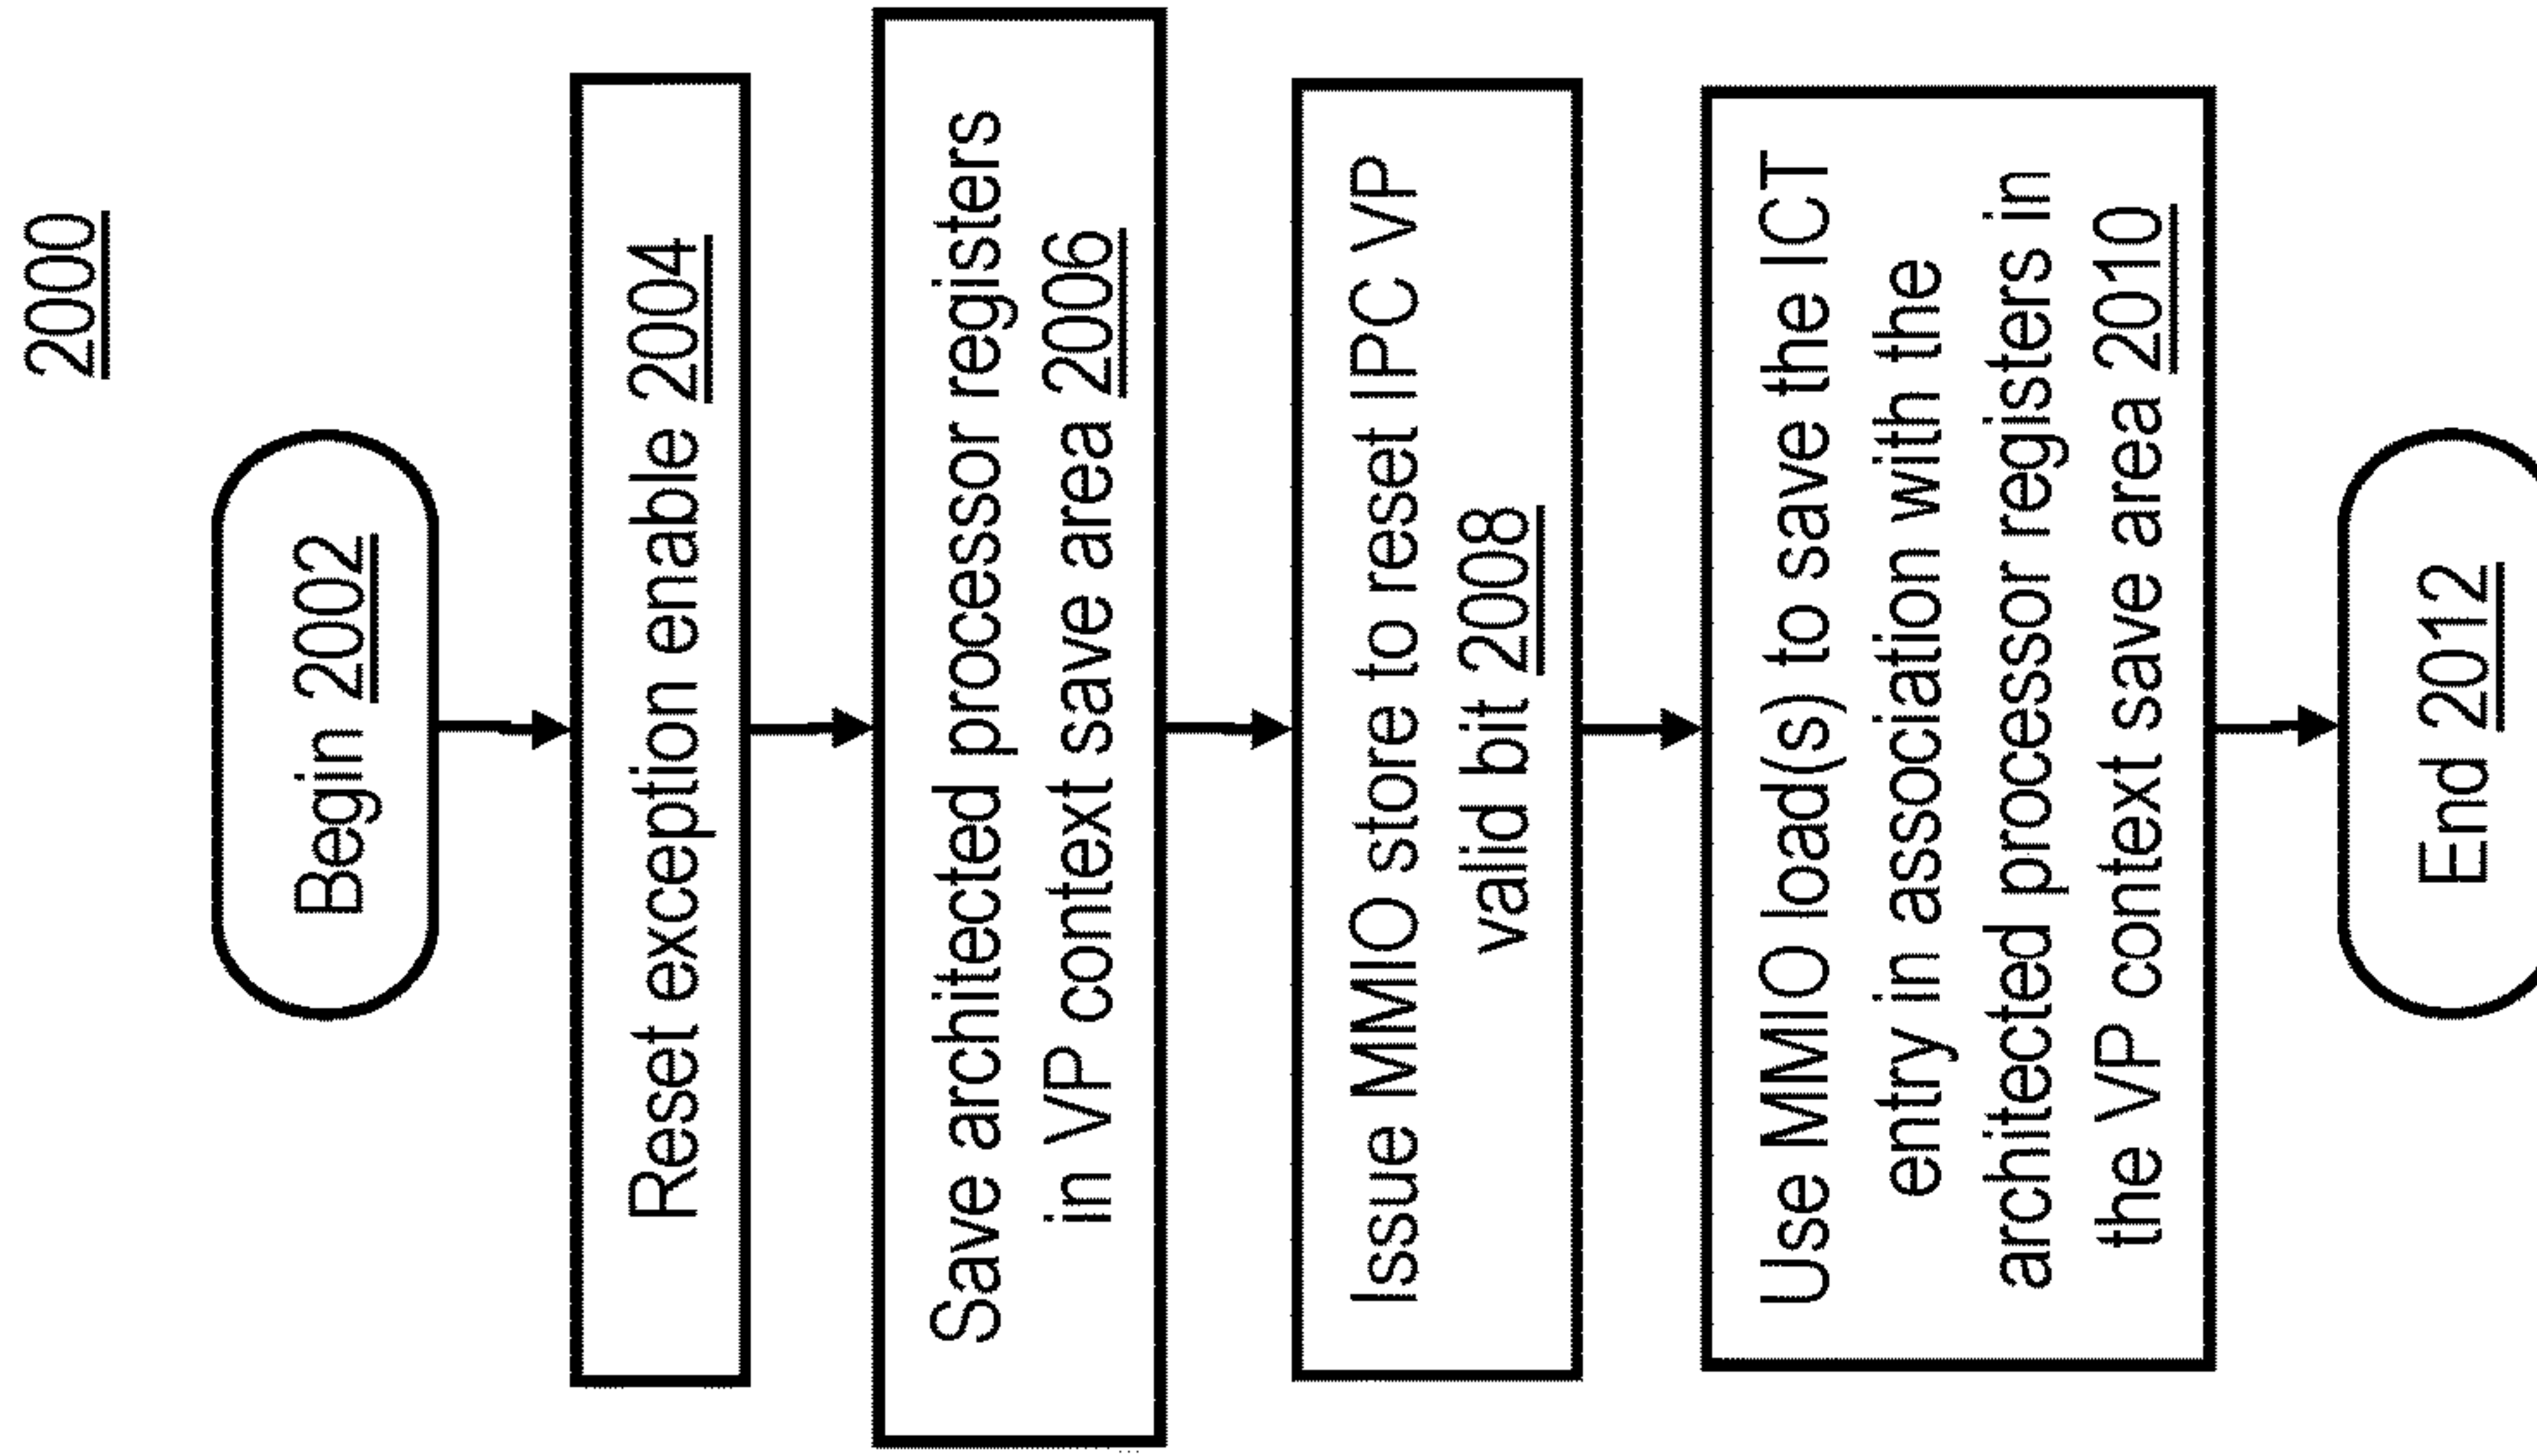 2000
Begin 2002
Reset exception enable 2004
Save architected processor registers
in VP context save area 2006
Issue MMIO store to reset IPC VP
valid bit 2008
Use MMIO load(s) to save the ICT
entry in association with the
architected processor registers in
the VP context save area 2010
End 2012